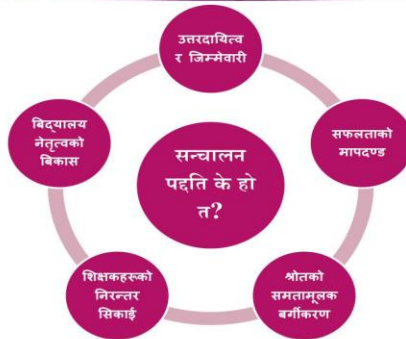 उत्तरदायित्व
र जिम्मेवारी
सफलताको
मापदण्ड
श्रोतको
समतामूलक
बर्गीकरण
शिक्षकहरूको
निरन्तर
सिकाई
बिद्यालय
नेतृत्वको
बिकास
सन्चालन
पद्दति के हो
त?